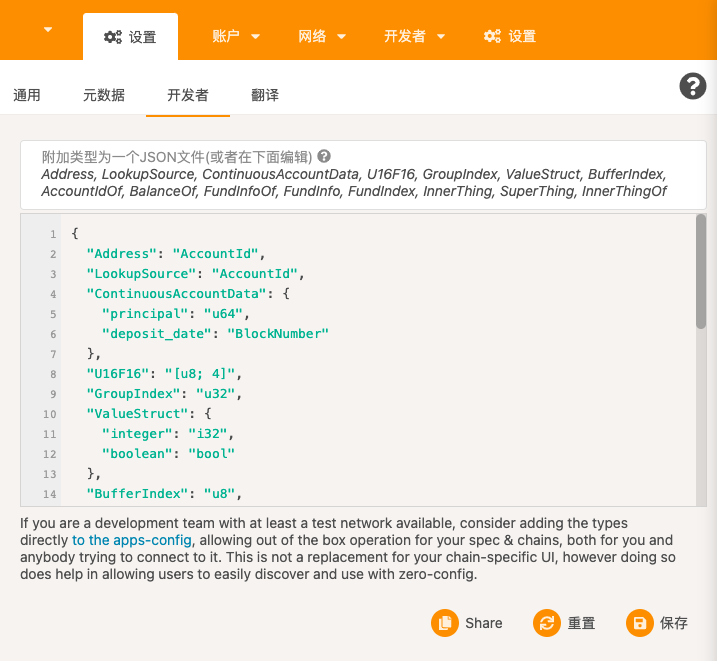 设置
账户
网络
开发者
设置
通用
元数据
开发者
翻译
附加类型为一个JSON文件(或者在下面编辑)
Address, LookupSource, ContinuousAccountData, U16F16, GroupIndex, ValueStruct, BufferIndex,
AccountIdOf, BalanceOf, FundInfoOf, FundInfo, FundIndex, InnerThing, SuperThing, InnerThingOf
1 {
2 "Address": "AccountId",
3 "LookupSource": "AccountId",
4 "ContinuousAccountData": {
5 "principal": "u64",
6 "deposit_date": "BlockNumber"
7 },
8 "U16F16": "[u8; 4]",
9 "GroupIndex": "u32",
10 "ValueStruct": {
11 "integer": "i32",
12 "boolean": "bool"
13 },
14 "BufferIndex": "u8",
If you are a development team with at least a test network available, consider adding the types
directly to the apps-config, allowing out of the box operation for your spec & chains, both for you and
anybody trying to connect to it. This is not a replacement for your chain-specific UI, however doing so
does help in allowing users to easily discover and use with zero-config.
Share
重置
保存